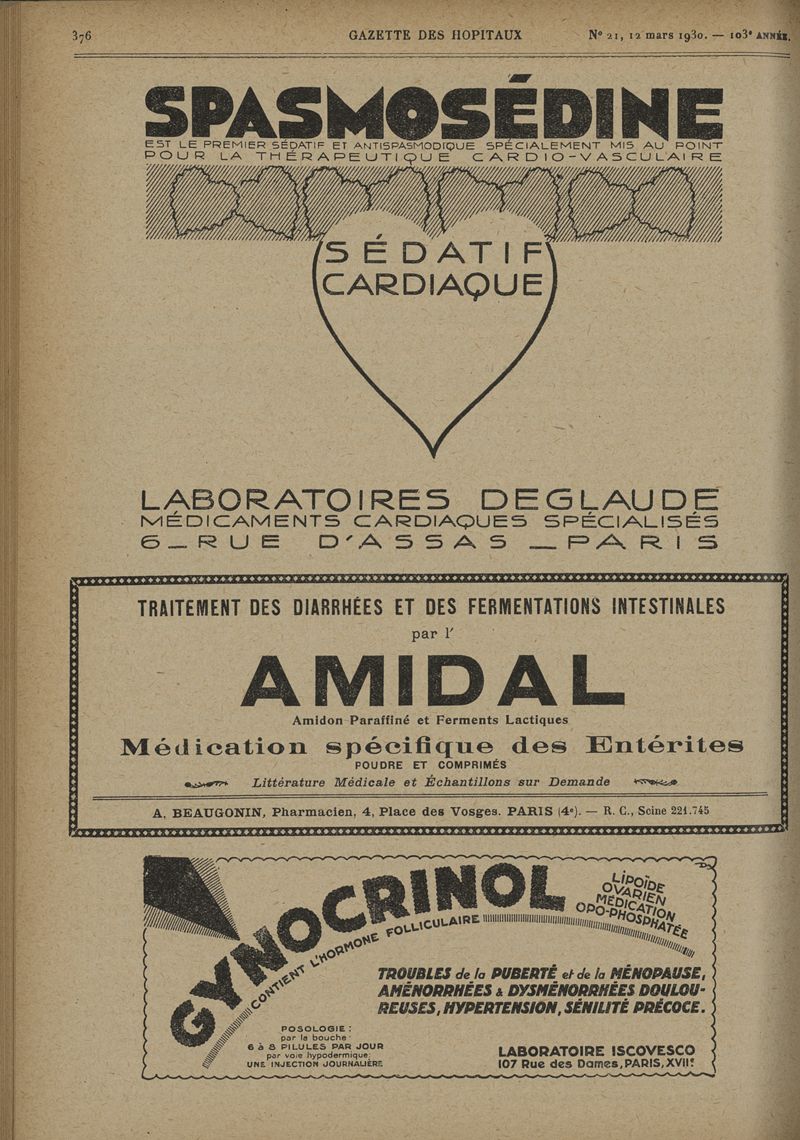 376 GAZETTE DES HOPITAUX N° 21, 12 mars 1930. — 103e ANNÉE.
SPASMOSÉDINE
EST LE PREMIER SÉDATIF ET ANTISPASMODIQUE SPÉCIALEMENT MIS AU POINT
POUR LA THÉRAPEUTIQUE CARDIO-VASCULAIRE
SÉDATIF
CARDIAQUE
LABORATOIRES DEGLAUDE
MÉDICAMENTS CARDIAQUES SPÉCIALISÉS
6_RUE D'ASSAS _ PARIS
TRAITEMENT DES DIARRHÉES ET DES FERMENTATIONS INTESTINALES
par l'
AMIDAL
Amidon Paraffiné et Ferments Lactiques
Médication spécifique des Entérites
POUDRE ET COMPRIMÉS
Littérature Médicale et Échantillons sur Demande
A. BEAUGONIN, Pharmacien, 4, Place des Vosges. PARIS (4e). — R. C., Seine 221.745
GYNOCRINOL
CONTIENT L'HORMONE FOLLICULAIRE
LIPOÏDE
OVARIEN
MÉDICATION
OPO-PHOSPHATÉE
TROUBLES de la PUBERTÉ et de la MÉNOPAUSE,
AMÉNORRHÉES & DYSMÉNORRHÉES DOULOU-
REUSES, HYPERTENSION, SÉNILITÉ PRÉCOCE.
POSOLOGIE:
par la bouche:
6 à 8 PILULES PAR JOUR
par voie hypodermique:
UNE INJECTION JOURNALIÈRE
LABORATOIRE ISCOVESCO
107 Rue des Dames, PARIS, XVIIe